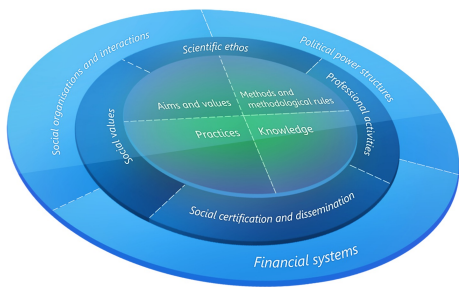 Social organisations and interactions
Political power structures
Scientific ethos
Professional activities
Social values
Aims and values
Methods and
methodological rules
Practices
Knowledge
Social certification and dissemination
Financial systems